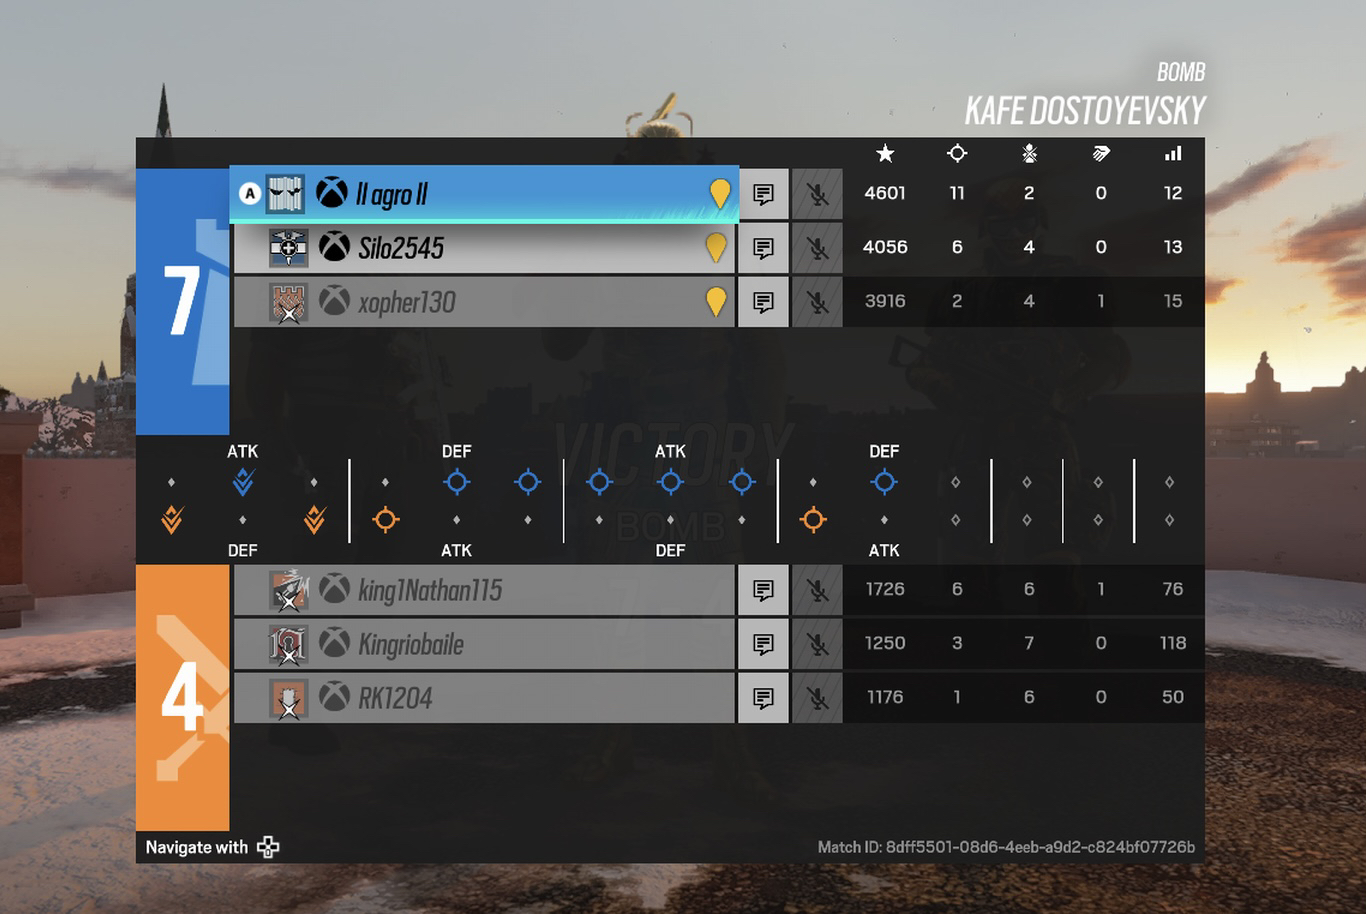 BOMB
KAFE DOSTOYEVSKY
7
A ll agro ll 4601 11 2 0 12
Silo2545 4056 6 4 0 13
xopher130 3916 2 4 1 15
VICTORY
BOMB
ATK DEF ATK DEF
DEF ATK DEF ATK
4
king1Nathan115 1726 6 6 1 76
Kingriobaile 1250 3 7 0 118
RK1204 1176 1 6 0 50
Navigate with
Match ID: 8dff5501-08d6-4eeb-a9d2-c824bf07726b